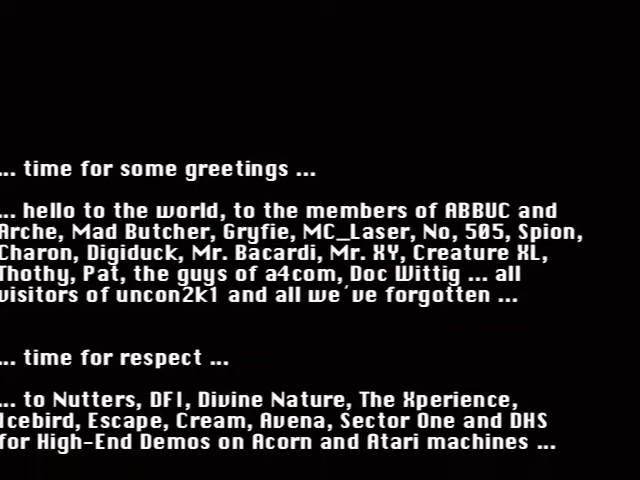 ... time for some greetings ...
... hello to the world, to the members of ABBUC and
Arche, Mad Butcher, Gryfie, MC_Laser, No, 505, Spion,
Charon, Digiduck, Mr. Bacardi, Mr. XY, Creature XL,
Thothy, Pat, the guys of a4com, Doc Wittig ... all
visitors of uncon2k1 and all we´ve forgotten ...
... time for respect ...
... to Nutters, DFI, Divine Nature, The Xperience,
Icebird, Escape, Cream, Avena, Sector One and DHS
for High-End Demos on Acorn and Atari machines ...